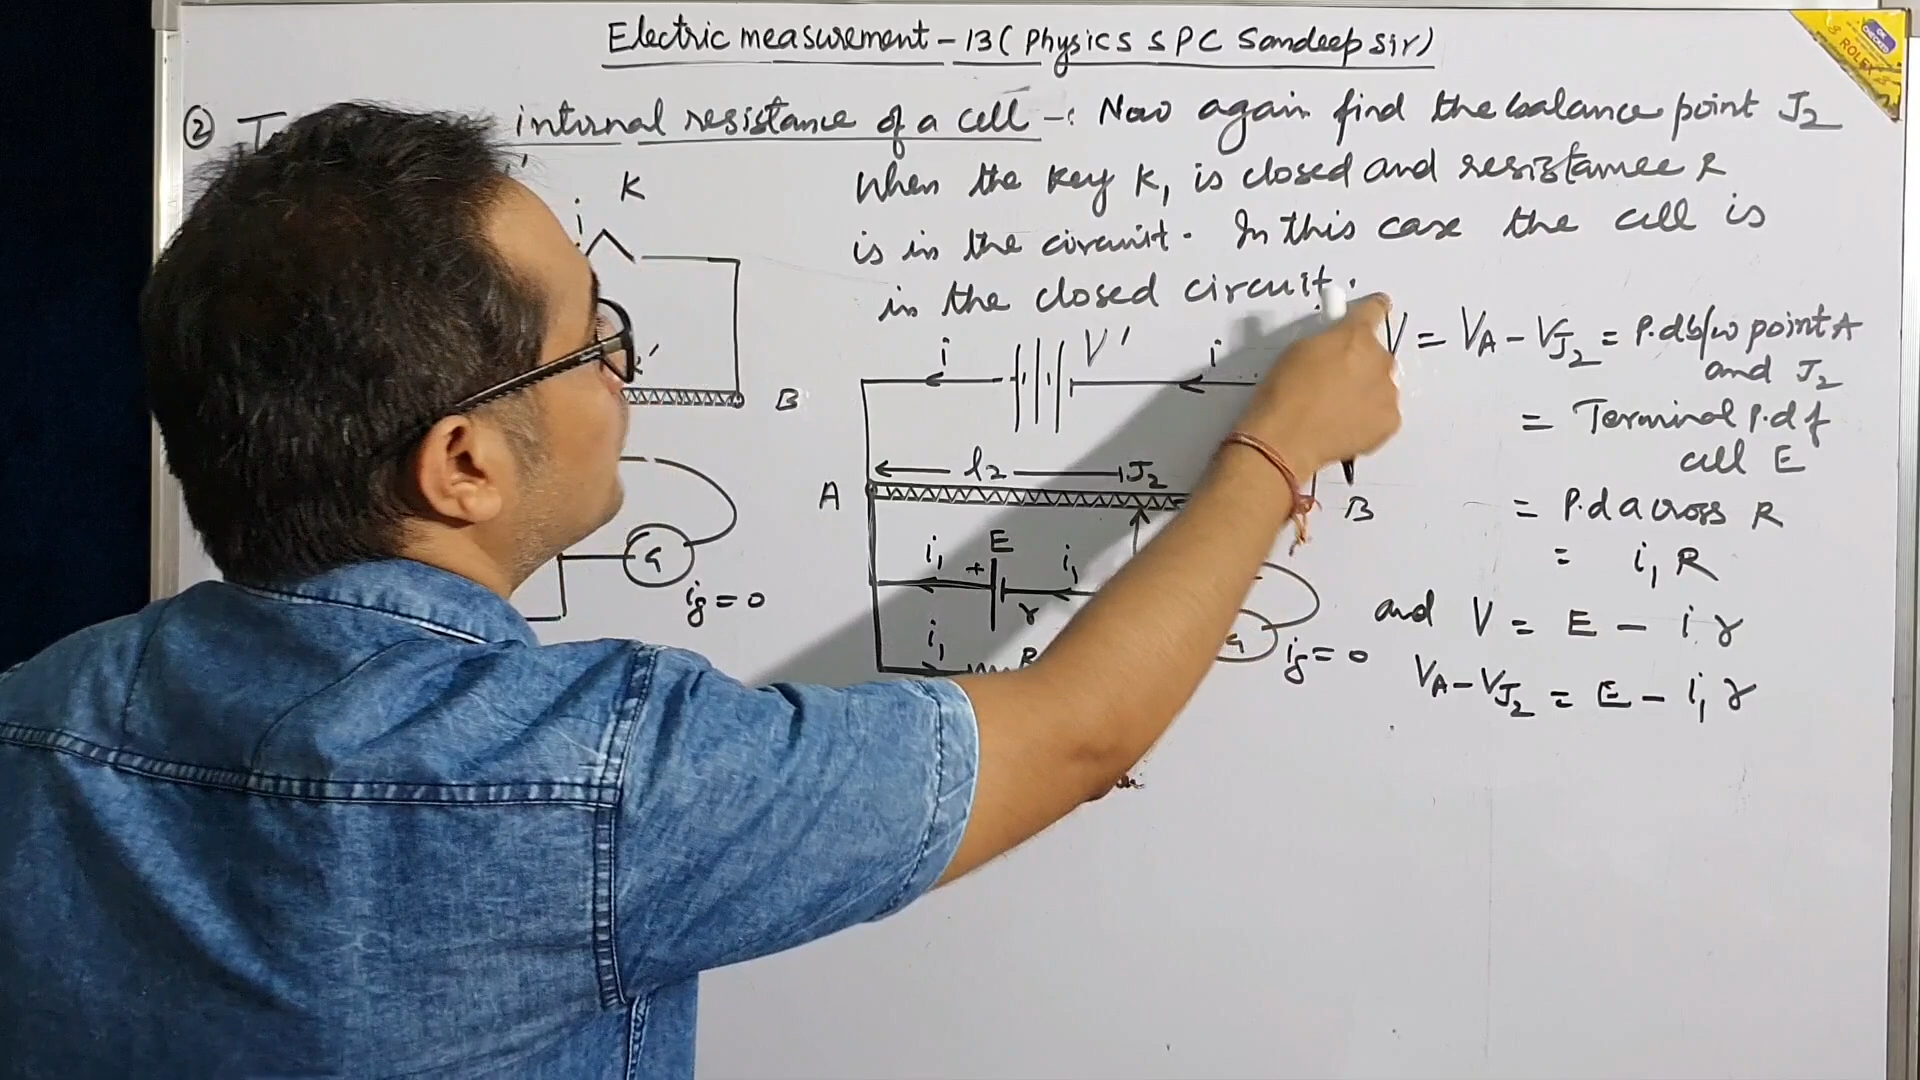 Electric measurement - 13 ( Physics SPC Sandeep Sir )
② internal resistance of a cell -: Now again find the balance point J2
when the key K1 is closed and resistance R
is in the circuit. In this case the cell is
in the closed circuit.
K
i
B
G
ig = 0
i
V'
i
l2
J2
A
B
i1
E
+
i1
r
i1
R
G
ig = 0
V = VA - VJ2 = P.d b/w point A
and J2
= Terminal P.d of
cell E
= P.d across R
= i1 R
and V = E - i r
VA - VJ2 = E - i1 r
OK
CHECKED
ROLEX